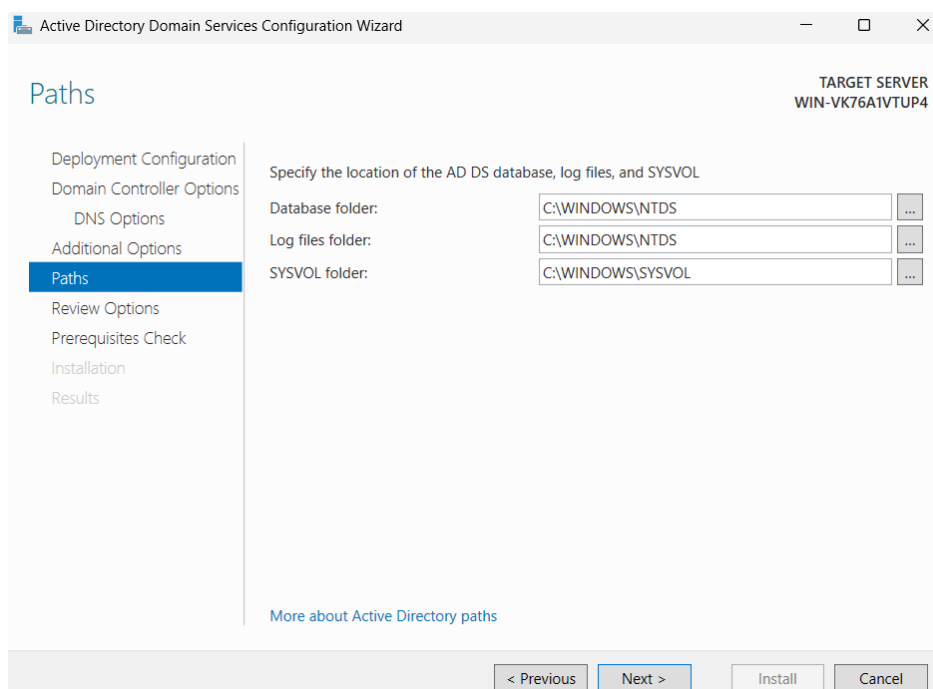 Active Directory Domain Services Configuration Wizard
Paths
TARGET SERVER
WIN-VK76A1VTUP4
Deployment Configuration
Domain Controller Options
DNS Options
Additional Options
Paths
Review Options
Prerequisites Check
Installation
Results
Specify the location of the AD DS database, log files, and SYSVOL
Database folder: C:\WINDOWS\NTDS ...
Log files folder: C:\WINDOWS\NTDS ...
SYSVOL folder: C:\WINDOWS\SYSVOL ...
More about Active Directory paths
< Previous Next > Install Cancel